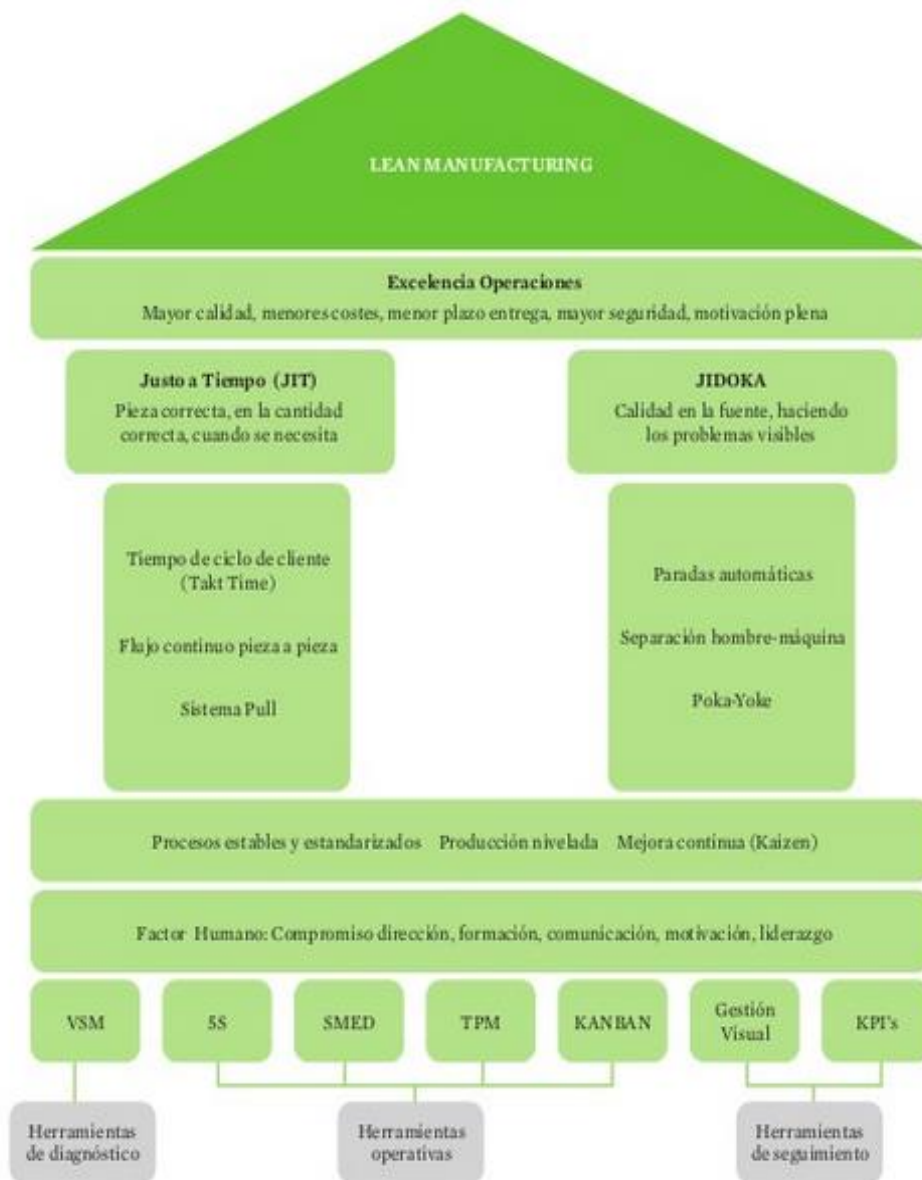 LEAN MANUFACTURING
Excelencia Operaciones
Mayor calidad, menores costes, menor plazo entrega, mayor seguridad, motivación plena
Justo a Tiempo (JIT)
Pieza correcta, en la cantidad
correcta, cuando se necesita
JIDOKA
Calidad en la fuente, haciendo
los problemas visibles
Tiempo de ciclo de cliente
(Takt Time)
Flujo continuo pieza a pieza
Sistema Pull
Paradas automáticas
Separación hombre-máquina
Poka-Yoke
Procesos estables y estandarizados Producción nivelada Mejora continua (Kaizen)
Factor Humano: Compromiso dirección, formación, comunicación, motivación, liderazgo
VSM
5S
SMED
TPM
KANBAN
Gestión
Visual
KPI's
Herramientas
de diagnóstico
Herramientas
operativas
Herramientas
de seguimiento